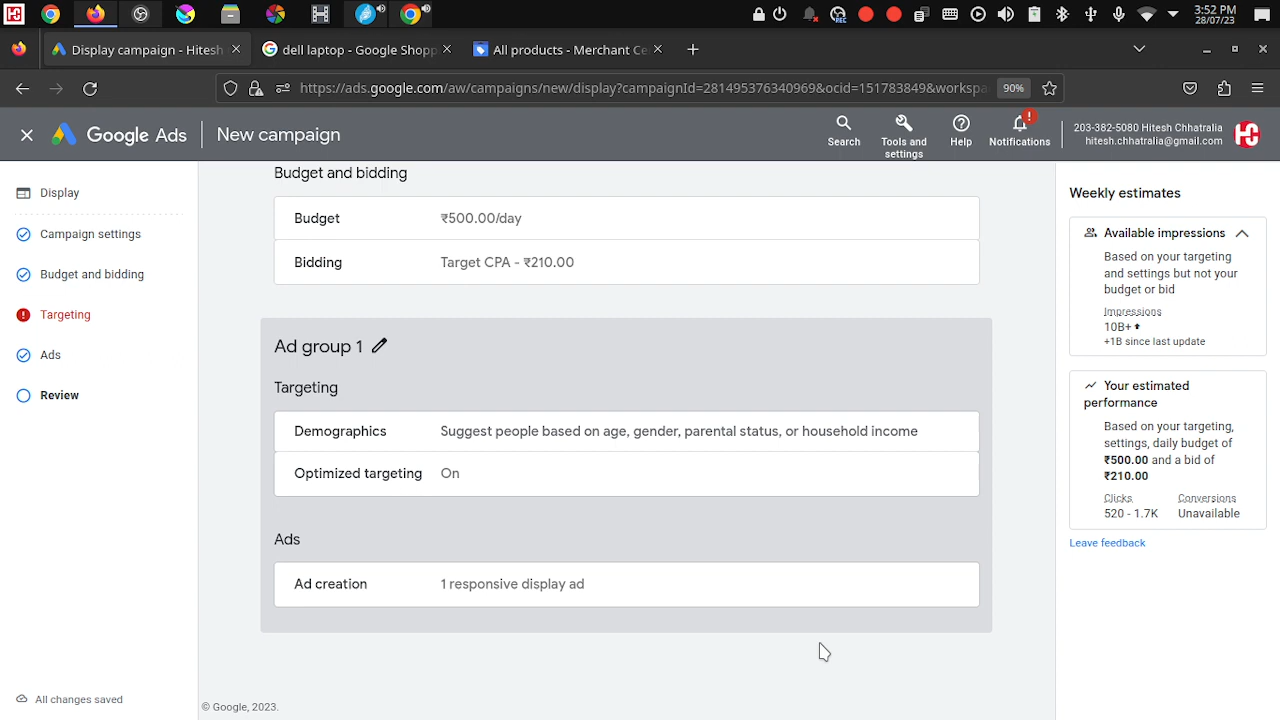 3:52 PM
28/07/23
Display campaign - Hitesh
dell laptop - Google Shopp
All products - Merchant Ce
https://ads.google.com/aw/campaigns/new/display?campaignId=281495376340969&ocid=151783849&workspa
90%
Google Ads
New campaign
Search
Tools and
settings
Help
Notifications
203-382-5080 Hitesh Chhatralia
hitesh.chhatralia@gmail.com
Display
Campaign settings
Budget and bidding
Targeting
Ads
Review
All changes saved
Budget and bidding
Budget ₹500.00/day
Bidding Target CPA - ₹210.00
Ad group 1
Targeting
Demographics Suggest people based on age, gender, parental status, or household income
Optimized targeting On
Ads
Ad creation 1 responsive display ad
© Google, 2023.
Weekly estimates
Available impressions
Based on your targeting
and settings but not your
budget or bid
Impressions
10B+
+1B since last update
Your estimated
performance
Based on your targeting,
settings, daily budget of
₹500.00 and a bid of
₹210.00
Clicks Conversions
520 - 1.7K Unavailable
Leave feedback